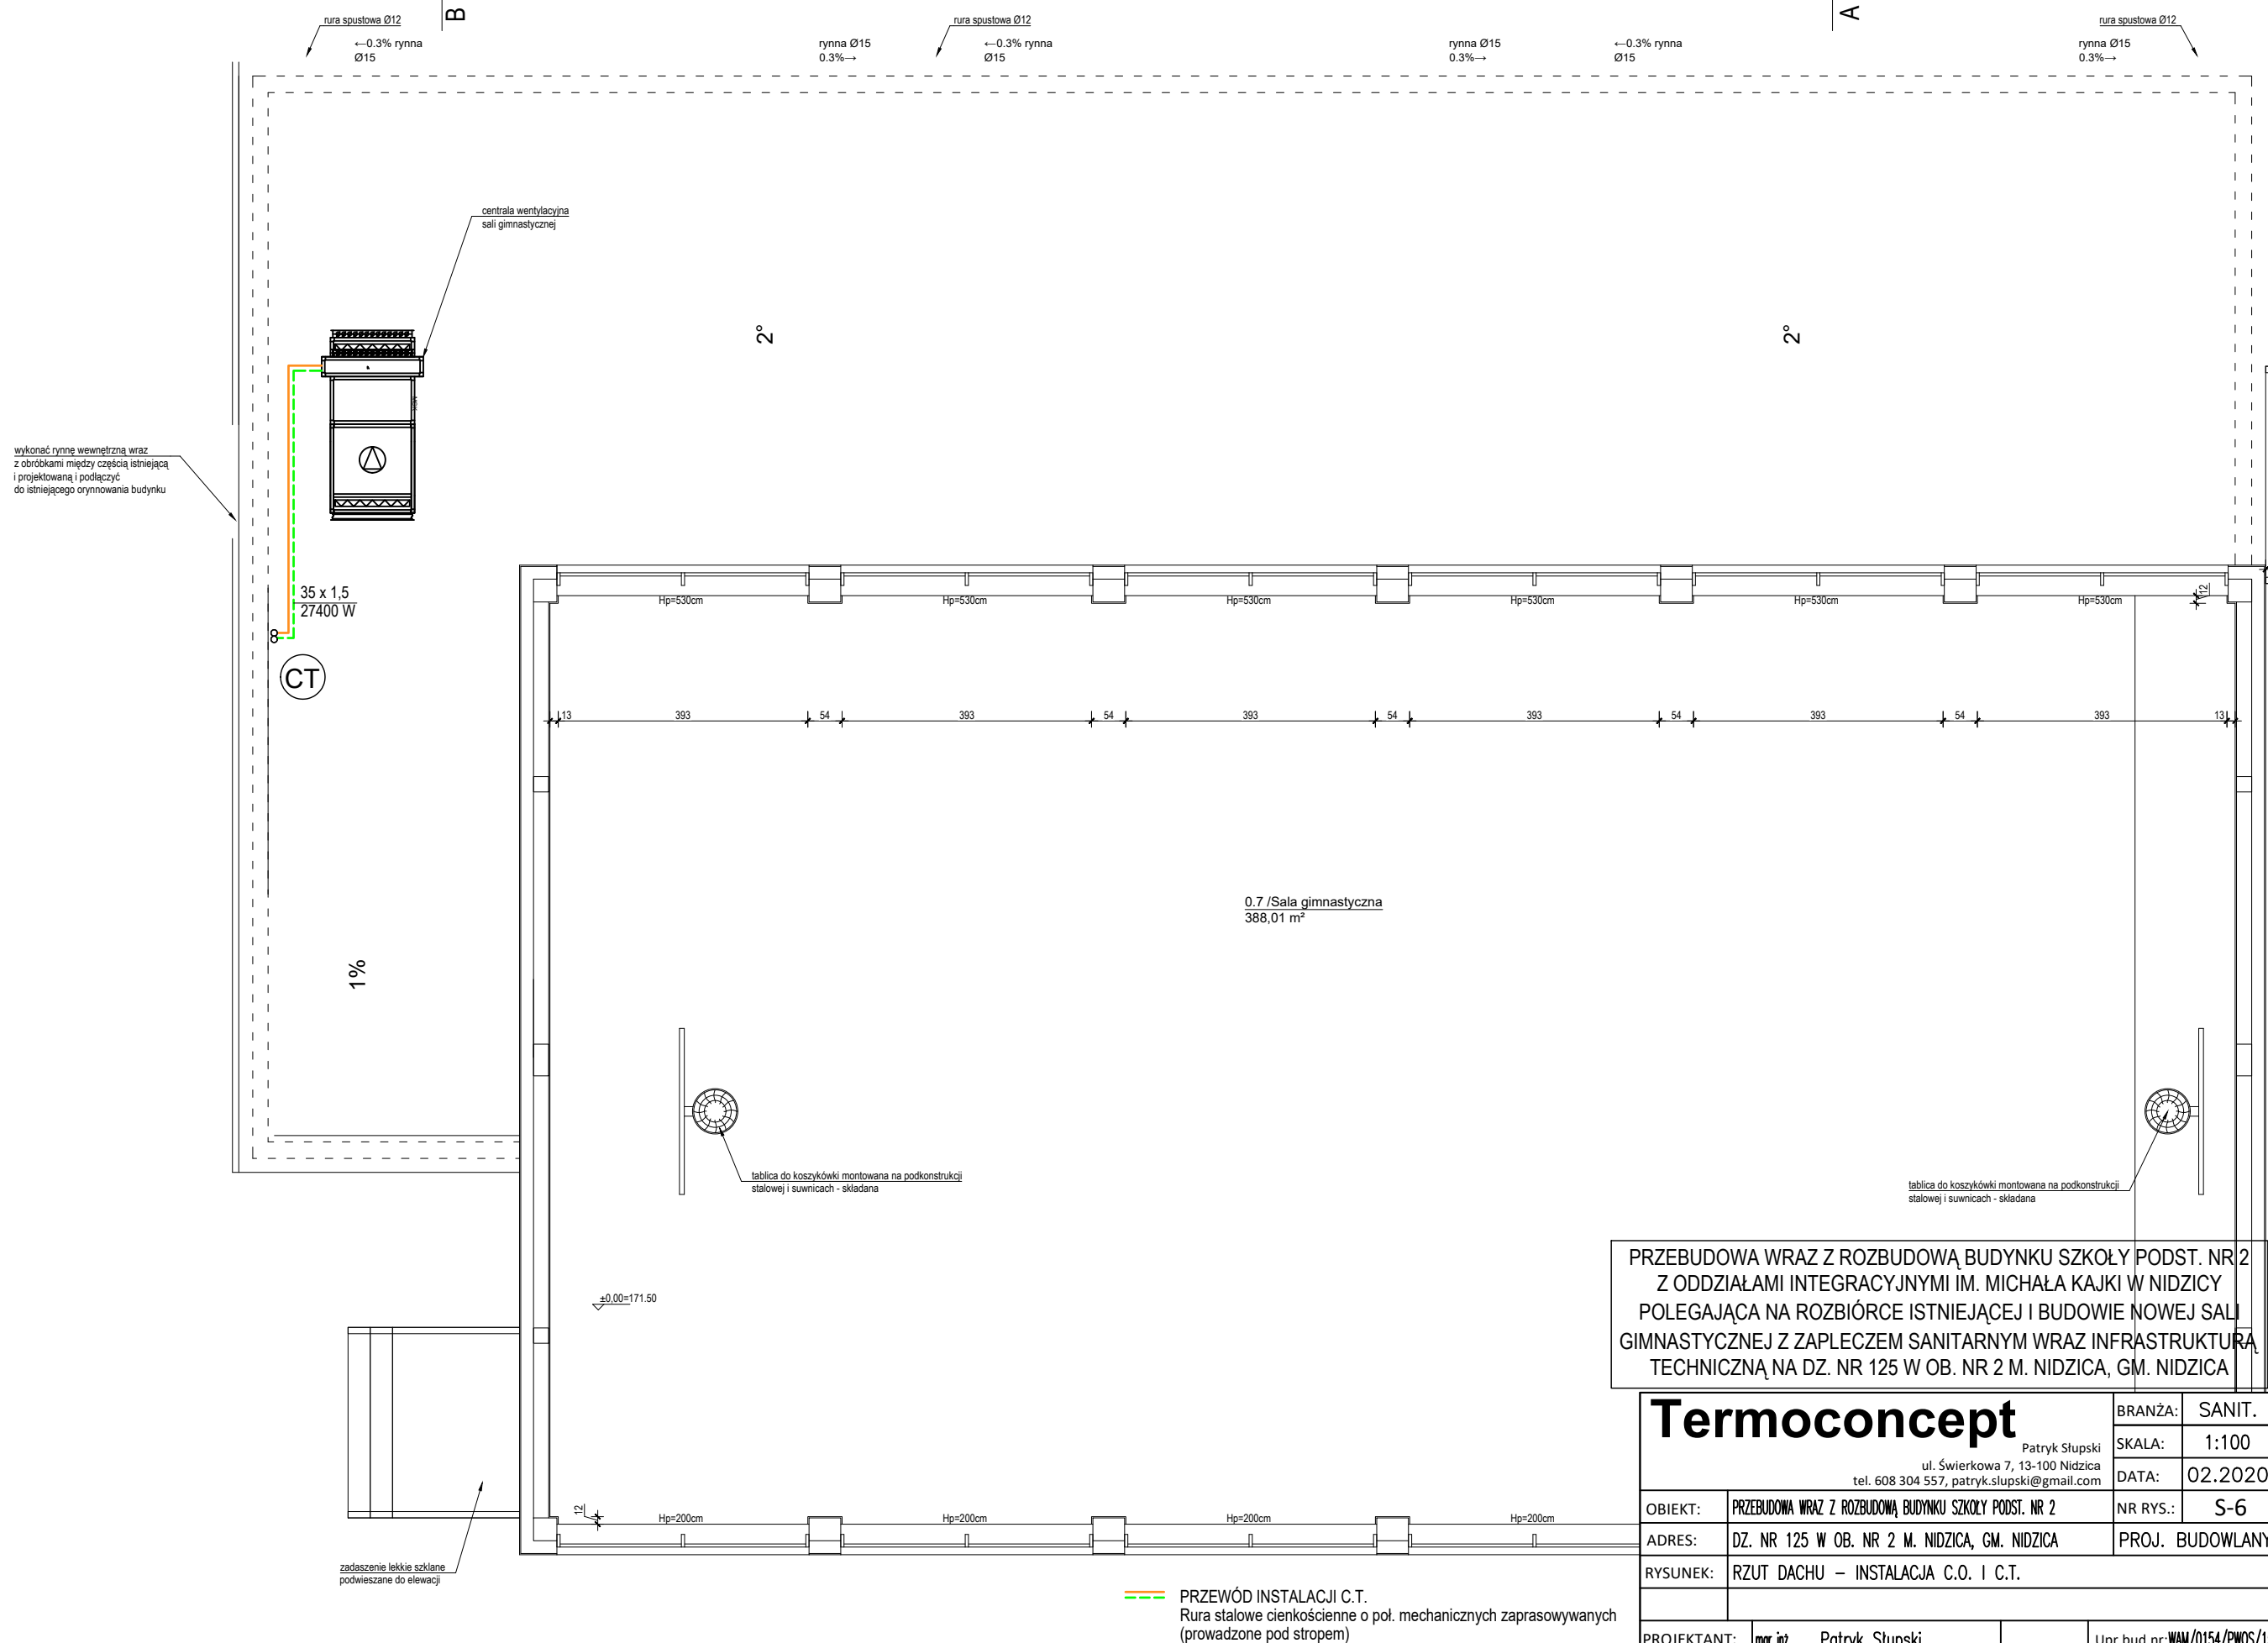 B
A
rura spustowa Ø12
rura spustowa Ø12
rura spustowa Ø12
←0.3% rynna
Ø15
rynna Ø15
0.3%→
←0.3% rynna
Ø15
rynna Ø15
0.3%→
←0.3% rynna
Ø15
rynna Ø15
0.3%→
centrala wentylacyjna
sali gimnastycznej
2°
2°
wykonać rynnę wewnętrzną wraz
z obróbkami między częścią istniejącą
i projektowaną i podłączyć
do istniejącego orynnowania budynku
35 x 1,5
27400 W
CT
Hp=530cm
Hp=530cm
Hp=530cm
Hp=530cm
Hp=530cm
Hp=530cm
12
13
393
54
393
54
393
54
393
54
393
54
393
13
0.7 /Sala gimnastyczna
388,01 m²
1%
tablica do koszykówki montowana na podkonstrukcji
stalowej i suwnicach - składana
tablica do koszykówki montowana na podkonstrukcji
stalowej i suwnicach - składana
±0,00=171.50
PRZEBUDOWA WRAZ Z ROZBUDOWĄ BUDYNKU SZKOŁY PODST. NR 2
Z ODDZIAŁAMI INTEGRACYJNYMI IM. MICHAŁA KAJKI W NIDZICY
POLEGAJĄCA NA ROZBIÓRCE ISTNIEJĄCEJ I BUDOWIE NOWEJ SALI
GIMNASTYCZNEJ Z ZAPLECZEM SANITARNYM WRAZ INFRASTRUKTURĄ
TECHNICZNĄ NA DZ. NR 125 W OB. NR 2 M. NIDZICA, GM. NIDZICA
Termoconcept
Patryk Słupski
ul. Świerkowa 7, 13-100 Nidzica
tel. 608 304 557, patryk.slupski@gmail.com
BRANŻA: SANIT.
SKALA: 1:100
DATA: 02.2020
OBIEKT: PRZEBUDOWA WRAZ Z ROZBUDOWĄ BUDYNKU SZKOŁY PODST. NR 2
NR RYS.: S-6
ADRES: DZ. NR 125 W OB. NR 2 M. NIDZICA, GM. NIDZICA
PROJ. BUDOWLANY
RYSUNEK: RZUT DACHU – INSTALACJA C.O. I C.T.
PROJEKTANT: mgr inż. Patryk Słupski
Upr.bud.nr:WAM/0154/PWOS/1
12
Hp=200cm
Hp=200cm
Hp=200cm
Hp=200cm
zadaszenie lekkie szklane
podwieszane do elewacji
PRZEWÓD INSTALACJI C.T.
Rura stalowe cienkościenne o poł. mechanicznych zaprasowywanych
(prowadzone pod stropem)